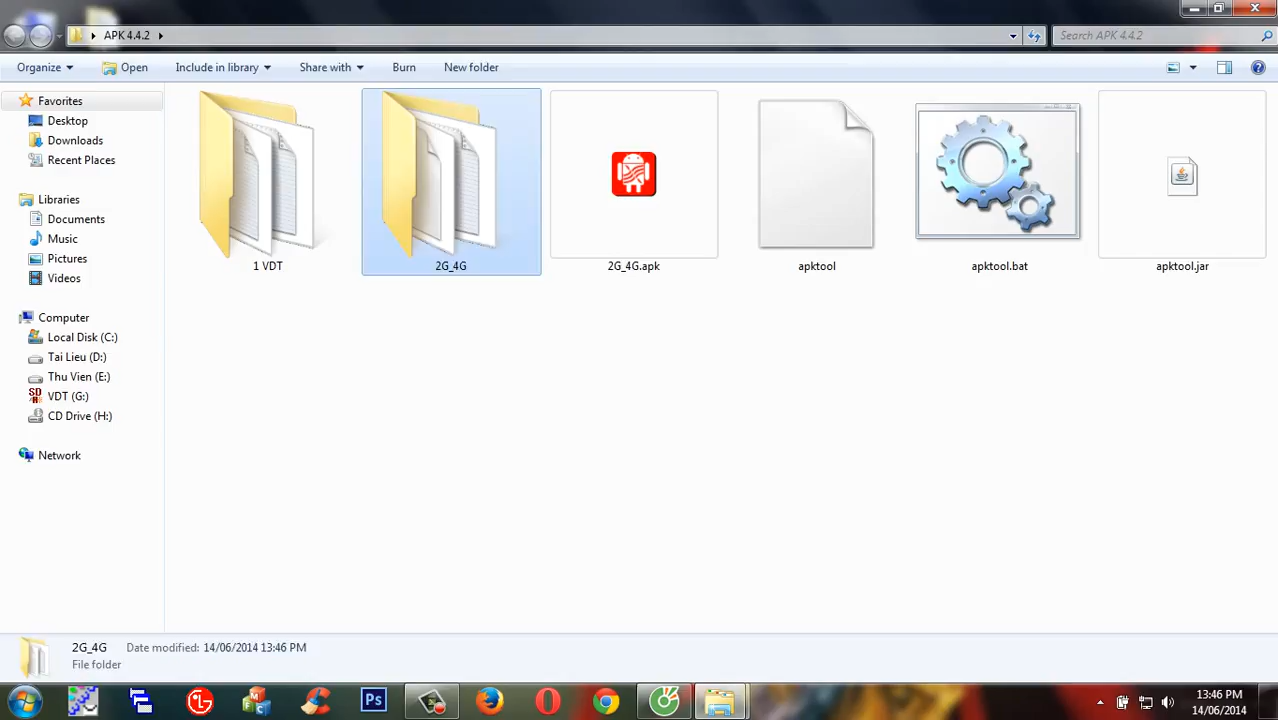 APK 4.4.2
Search APK 4.4.2
Organize Open Include in library Share with Burn New folder
Favorites
Desktop
Downloads
Recent Places
Libraries
Documents
Music
Pictures
Videos
Computer
Local Disk (C:)
Tai Lieu (D:)
Thu Vien (E:)
VDT (G:)
CD Drive (H:)
Network
1 VDT
2G_4G
2G_4G.apk
apktool
apktool.bat
apktool.jar
2G_4G Date modified: 14/06/2014 13:46 PM
File folder
Ps
13:46 PM
14/06/2014